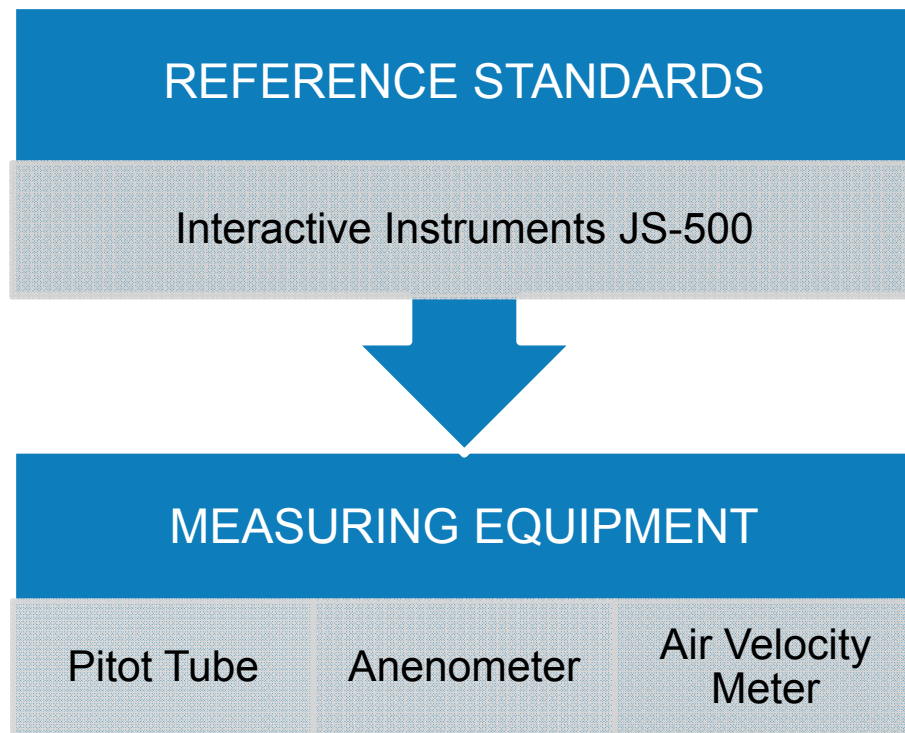 REFERENCE STANDARDS
Interactive Instruments JS-500
MEASURING EQUIPMENT
Pitot Tube
Anenometer
Air Velocity
Meter